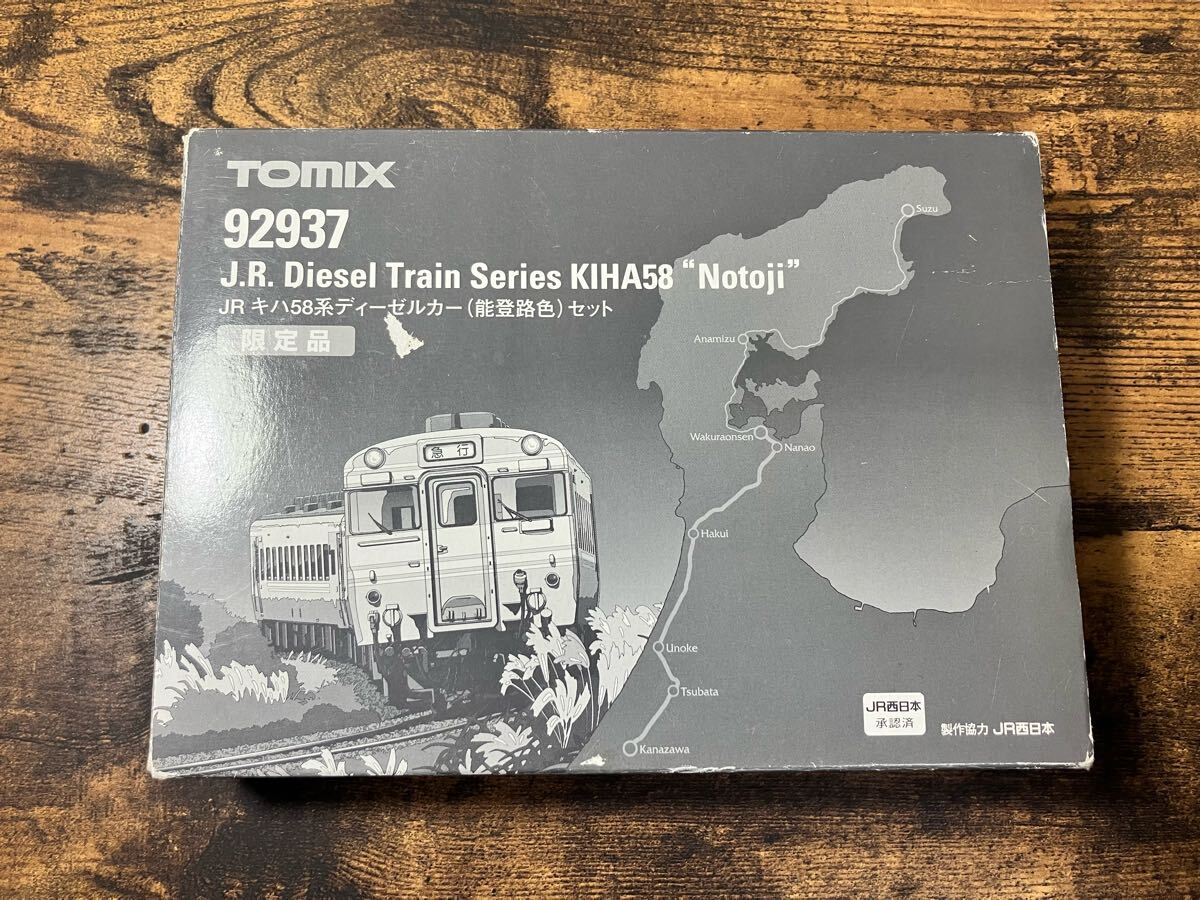 TOMIX
92937
J.R. Diesel Train Series KIHA58 “Notoji”
JR キハ58系ディーゼルカー(能登路色)セット
限定品
急行
Suzu
Anamizu
Wakuraonsen
Nanao
Hakui
Unoke
Tsubata
Kanazawa
JR西日本
承認済
製作協力 JR西日本